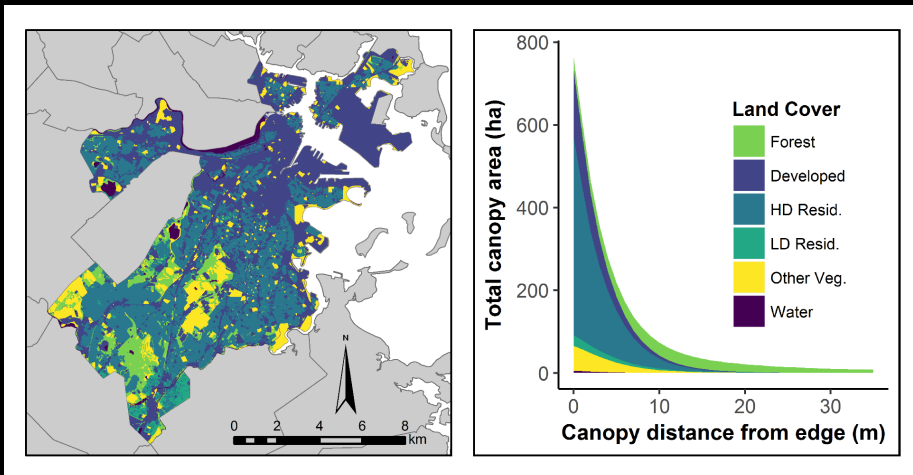 N
0 2 4 6 8
km
800
600
400
200
0
Total canopy area (ha)
Land Cover
Forest
Developed
HD Resid.
LD Resid.
Other Veg.
Water
0 10 20 30
Canopy distance from edge (m)